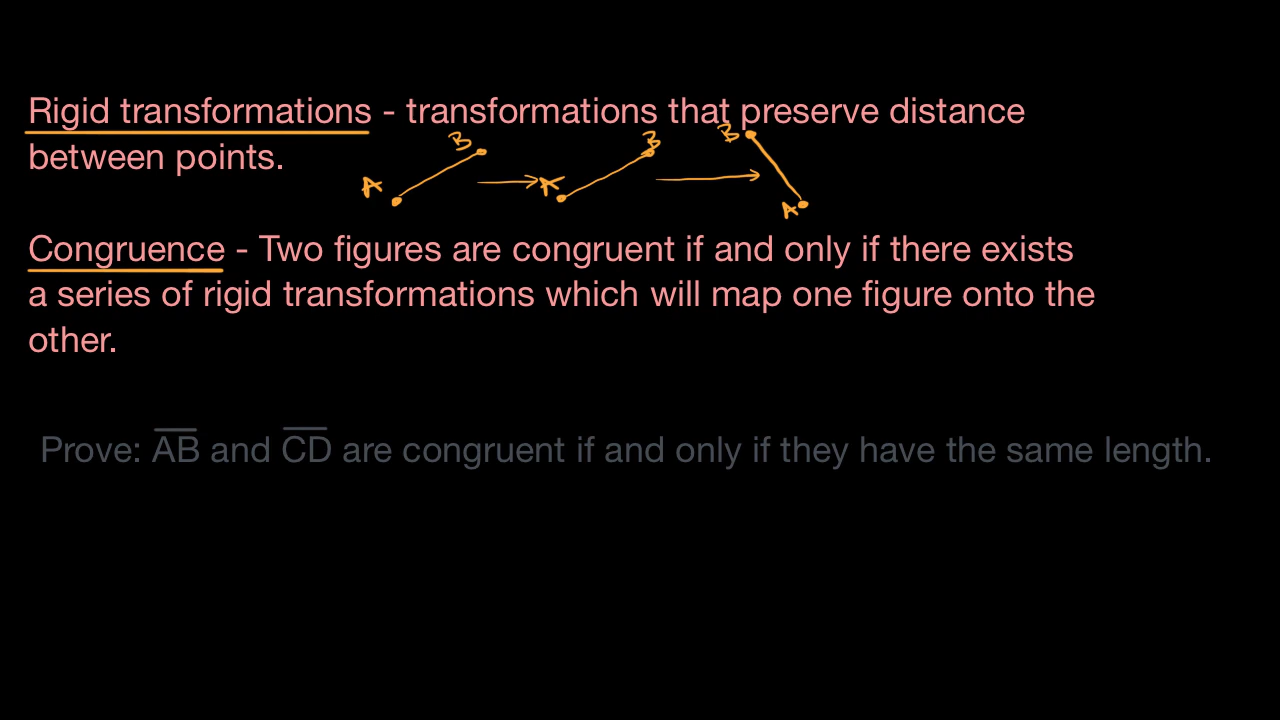 Rigid transformations - transformations that preserve distance
between points.
A B A B B A
Congruence - Two figures are congruent if and only if there exists
a series of rigid transformations which will map one figure onto the
other.
Prove: A̅B̅ and C̅D̅ are congruent if and only if they have the same length.